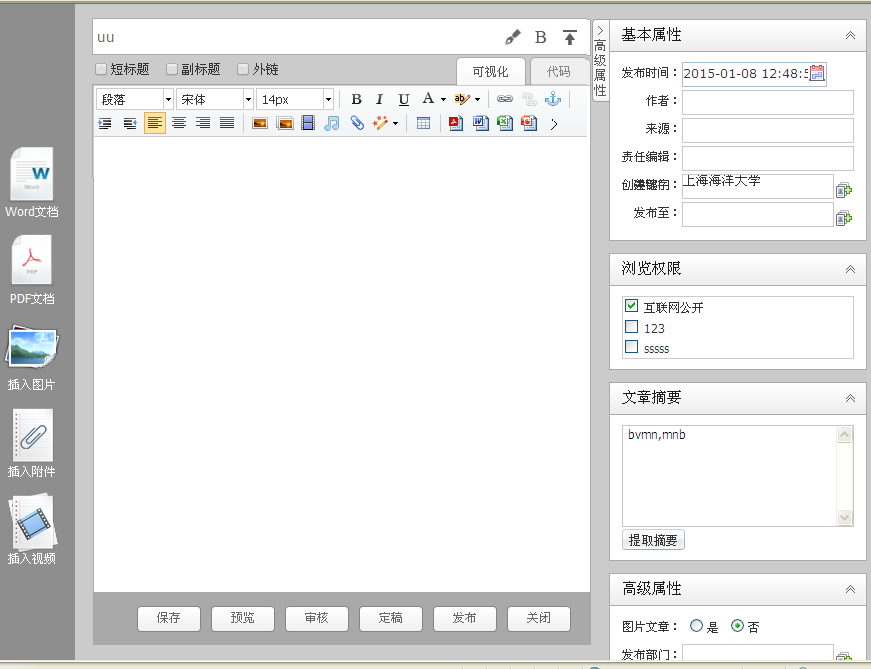 uu
B
短标题 副标题 外链
可视化 代码
段落 宋体 14px B I U A ab
Word
Word文档
PDF
PDF文档
插入图片
插入附件
插入视频
保存 预览 审核 定稿 发布 关闭
高级属性
基本属性
发布时间： 2015-01-08 12:48:5
作者：
来源：
责任编辑：
上海海洋大学
发布至：
浏览权限
互联网公开
123
sssss
文章摘要
bvmn,mnb
提取摘要
高级属性
图片文章： 是 否
发布部门：